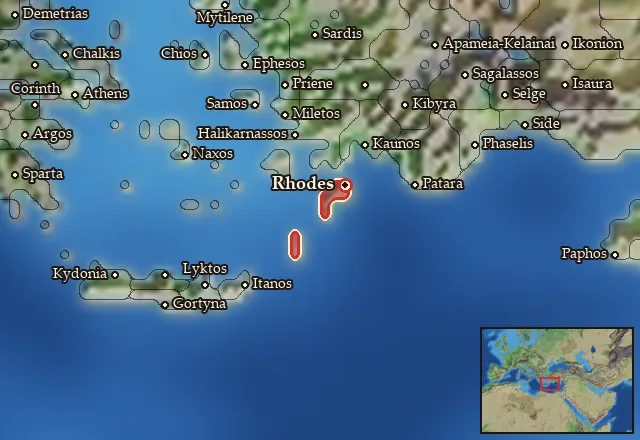 Demetrias
Mytilene
Sardis
Apameia-Kelainai
Ikonion
Chalkis
Chios
Ephesos
Sagalassos
Corinth
Athens
Priene
Selge
Isaura
Samos
Miletos
Kibyra
Side
Argos
Halikarnassos
Kaunos
Phaselis
Naxos
Sparta
Rhodes
Patara
Paphos
Kydonia
Lyktos
Itanos
Gortyna